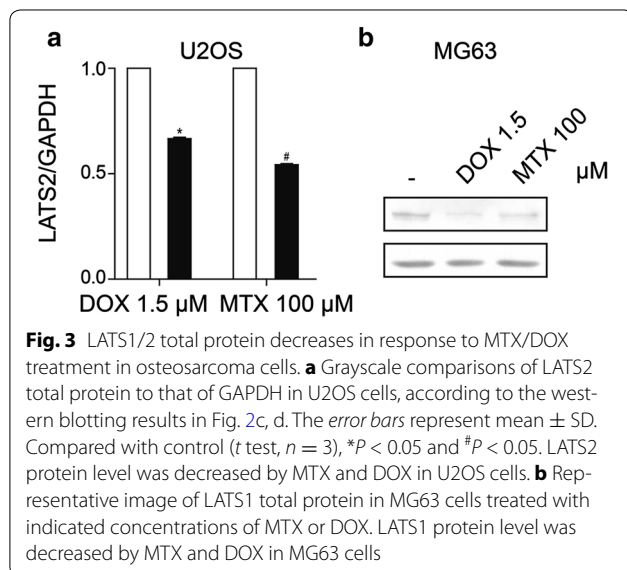 a
b
U2OS
MG63
1.0
0.5
0.0
LATS2/GAPDH
*
#
DOX 1.5 µM
MTX 100 µM
-
DOX 1.5
MTX 100
µM
Fig. 3 LATS1/2 total protein decreases in response to MTX/DOX
treatment in osteosarcoma cells. a Grayscale comparisons of LATS2
total protein to that of GAPDH in U2OS cells, according to the west-
ern blotting results in Fig. 2c, d. The error bars represent mean ± SD.
Compared with control (t test, n = 3), *P < 0.05 and #P < 0.05. LATS2
protein level was decreased by MTX and DOX in U2OS cells. b Rep-
resentative image of LATS1 total protein in MG63 cells treated with
indicated concentrations of MTX or DOX. LATS1 protein level was
decreased by MTX and DOX in MG63 cells